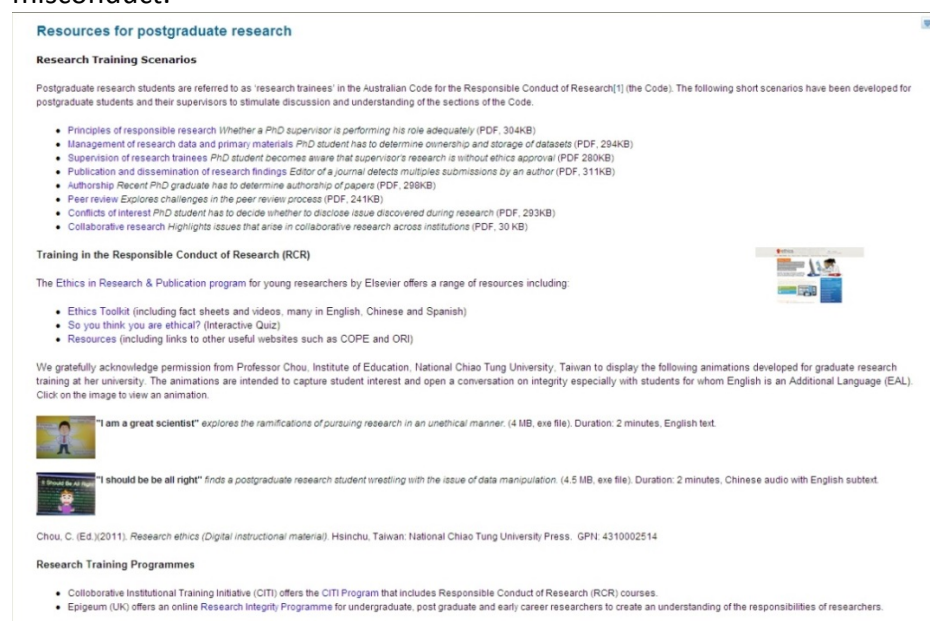 misconduct.
Resources for postgraduate research
Research Training Scenarios
Postgraduate research students are referred to as 'research trainees' in the Australian Code for the Responsible Conduct of Research[1] (the Code). The following short scenarios have been developed for
postgraduate students and their supervisors to stimulate discussion and understanding of the sections of the Code.
• Principles of responsible research Whether a PhD supervisor is performing his role adequately (PDF, 304KB)
• Management of research data and primary materials PhD student has to determine ownership and storage of datasets (PDF, 294KB)
• Supervision of research trainees PhD student becomes aware that supervisor's research is without ethics approval (PDF 280KB)
• Publication and dissemination of research findings Editor of a journal detects multiples submissions by an author (PDF, 311KB)
• Authorship Recent PhD graduate has to determine authorship of papers (PDF, 298KB)
• Peer review Explores challenges in the peer review process (PDF, 241KB)
• Conflicts of interest PhD student has to decide whether to disclose issue discovered during research (PDF, 293KB)
• Collaborative research Highlights issues that arise in collaborative research across institutions (PDF, 30 KB)
Training in the Responsible Conduct of Research (RCR)
The Ethics in Research & Publication program for young researchers by Elsevier offers a range of resources including:
• Ethics Toolkit (including fact sheets and videos, many in English, Chinese and Spanish)
• So you think you are ethical? (Interactive Quiz)
• Resources (including links to other useful websites such as COPE and ORI)
We gratefully acknowledge permission from Professor Chou, Institute of Education, National Chiao Tung University, Taiwan to display the following animations developed for graduate research
training at her university. The animations are intended to capture student interest and open a conversation on integrity especially with students for whom English is an Additional Language (EAL).
Click on the image to view an animation.
"I am a great scientist" explores the ramifications of pursuing research in an unethical manner. (4 MB, exe file). Duration: 2 minutes, English text.
I Should Be All Right
"I should be be all right" finds a postgraduate research student wrestling with the issue of data manipulation. (4.5 MB, exe file). Duration: 2 minutes, Chinese audio with English subtext.
Chou, C. (Ed.)(2011). Research ethics (Digital instructional material). Hsinchu, Taiwan: National Chiao Tung University Press. GPN: 4310002514
Research Training Programmes
• Colloborative Institutional Training Initiative (CITI) offers the CITI Program that includes Responsible Conduct of Research (RCR) courses.
• Epigeum (UK) offers an online Research Integrity Programme for undergraduate, post graduate and early career researchers to create an understanding of the responsibilities of researchers.